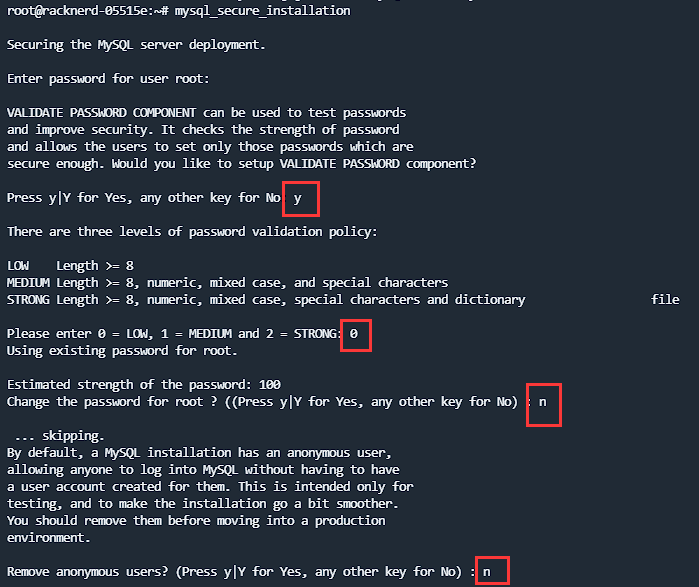 root@racknerd-05515e:~# mysql_secure_installation
Securing the MySQL server deployment.
Enter password for user root:
VALIDATE PASSWORD COMPONENT can be used to test passwords
and improve security. It checks the strength of password
and allows the users to set only those passwords which are
secure enough. Would you like to setup VALIDATE PASSWORD component?
Press y|Y for Yes, any other key for No: y
There are three levels of password validation policy:
LOW    Length >= 8
MEDIUM Length >= 8, numeric, mixed case, and special characters
STRONG Length >= 8, numeric, mixed case, special characters and dictionary                  file
Please enter 0 = LOW, 1 = MEDIUM and 2 = STRONG: 0
Using existing password for root.
Estimated strength of the password: 100
Change the password for root ? ((Press y|Y for Yes, any other key for No) : n
 ... skipping.
By default, a MySQL installation has an anonymous user,
allowing anyone to log into MySQL without having to have
a user account created for them. This is intended only for
testing, and to make the installation go a bit smoother.
You should remove them before moving into a production
environment.
Remove anonymous users? (Press y|Y for Yes, any other key for No) : n